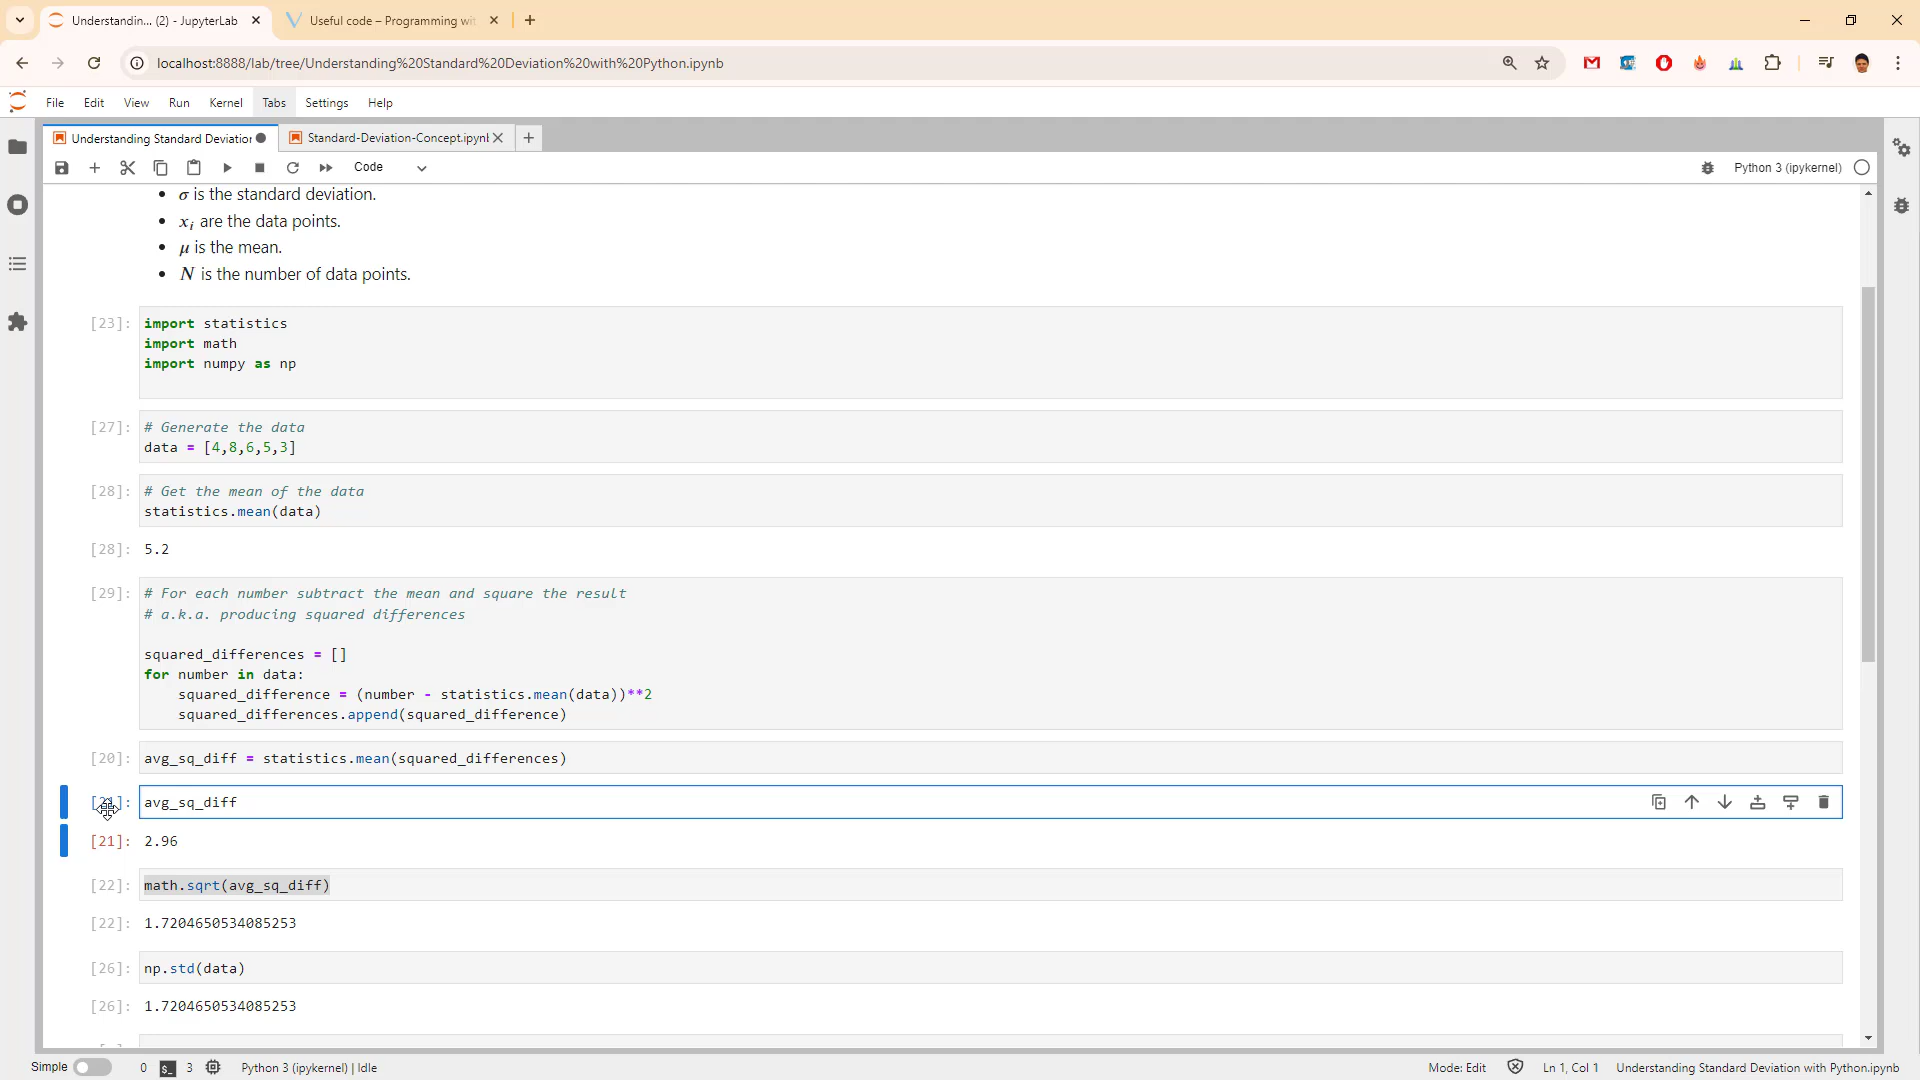 Understandin... (2) - JupyterLab
Useful code – Programming wit
localhost:8888/lab/tree/Understanding%20Standard%20Deviation%20with%20Python.ipynb
File Edit View Run Kernel Tabs Settings Help
Understanding Standard Deviation
Standard-Deviation-Concept.ipynb
Code
Python 3 (ipykernel)
• σ is the standard deviation.
• xi are the data points.
• μ is the mean.
• N is the number of data points.
[23]: import statistics
import math
import numpy as np
[27]: # Generate the data
data = [4,8,6,5,3]
[28]: # Get the mean of the data
statistics.mean(data)
[28]: 5.2
[29]: # For each number subtract the mean and square the result
# a.k.a. producing squared differences
squared_differences = []
for number in data:
squared_difference = (number - statistics.mean(data))**2
squared_differences.append(squared_difference)
[20]: avg_sq_diff = statistics.mean(squared_differences)
[21]: avg_sq_diff
[21]: 2.96
[22]: math.sqrt(avg_sq_diff)
[22]: 1.7204650534085253
[26]: np.std(data)
[26]: 1.7204650534085253
Simple 0 $_ 3 Python 3 (ipykernel) | Idle Mode: Edit Ln 1, Col 1 Understanding Standard Deviation with Python.ipynb